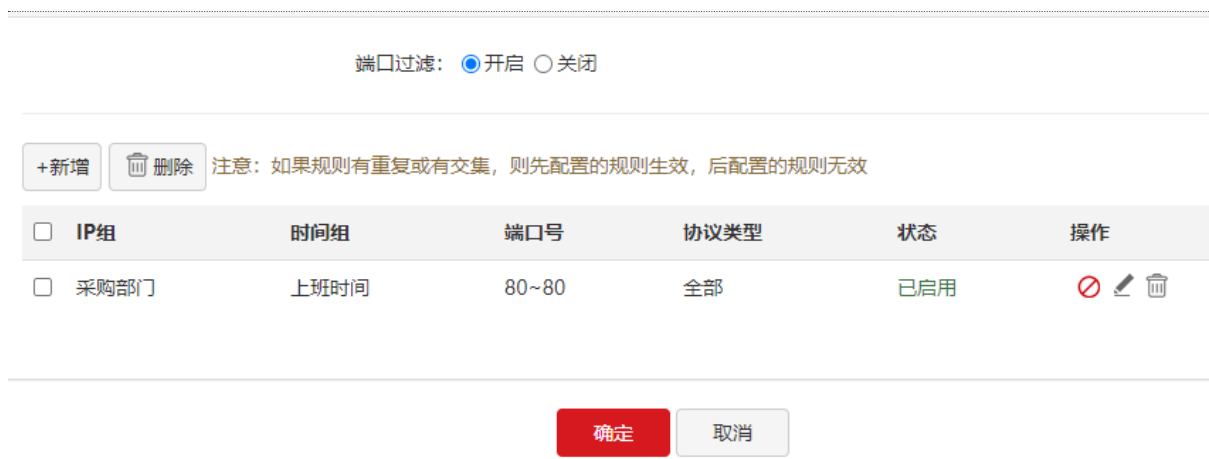 端口过滤： 开启 关闭
+新增 删除 注意：如果规则有重复或有交集，则先配置的规则生效，后配置的规则无效
IP组 时间组 端口号 协议类型 状态 操作
采购部门 上班时间 80~80 全部 已启用
确定 取消